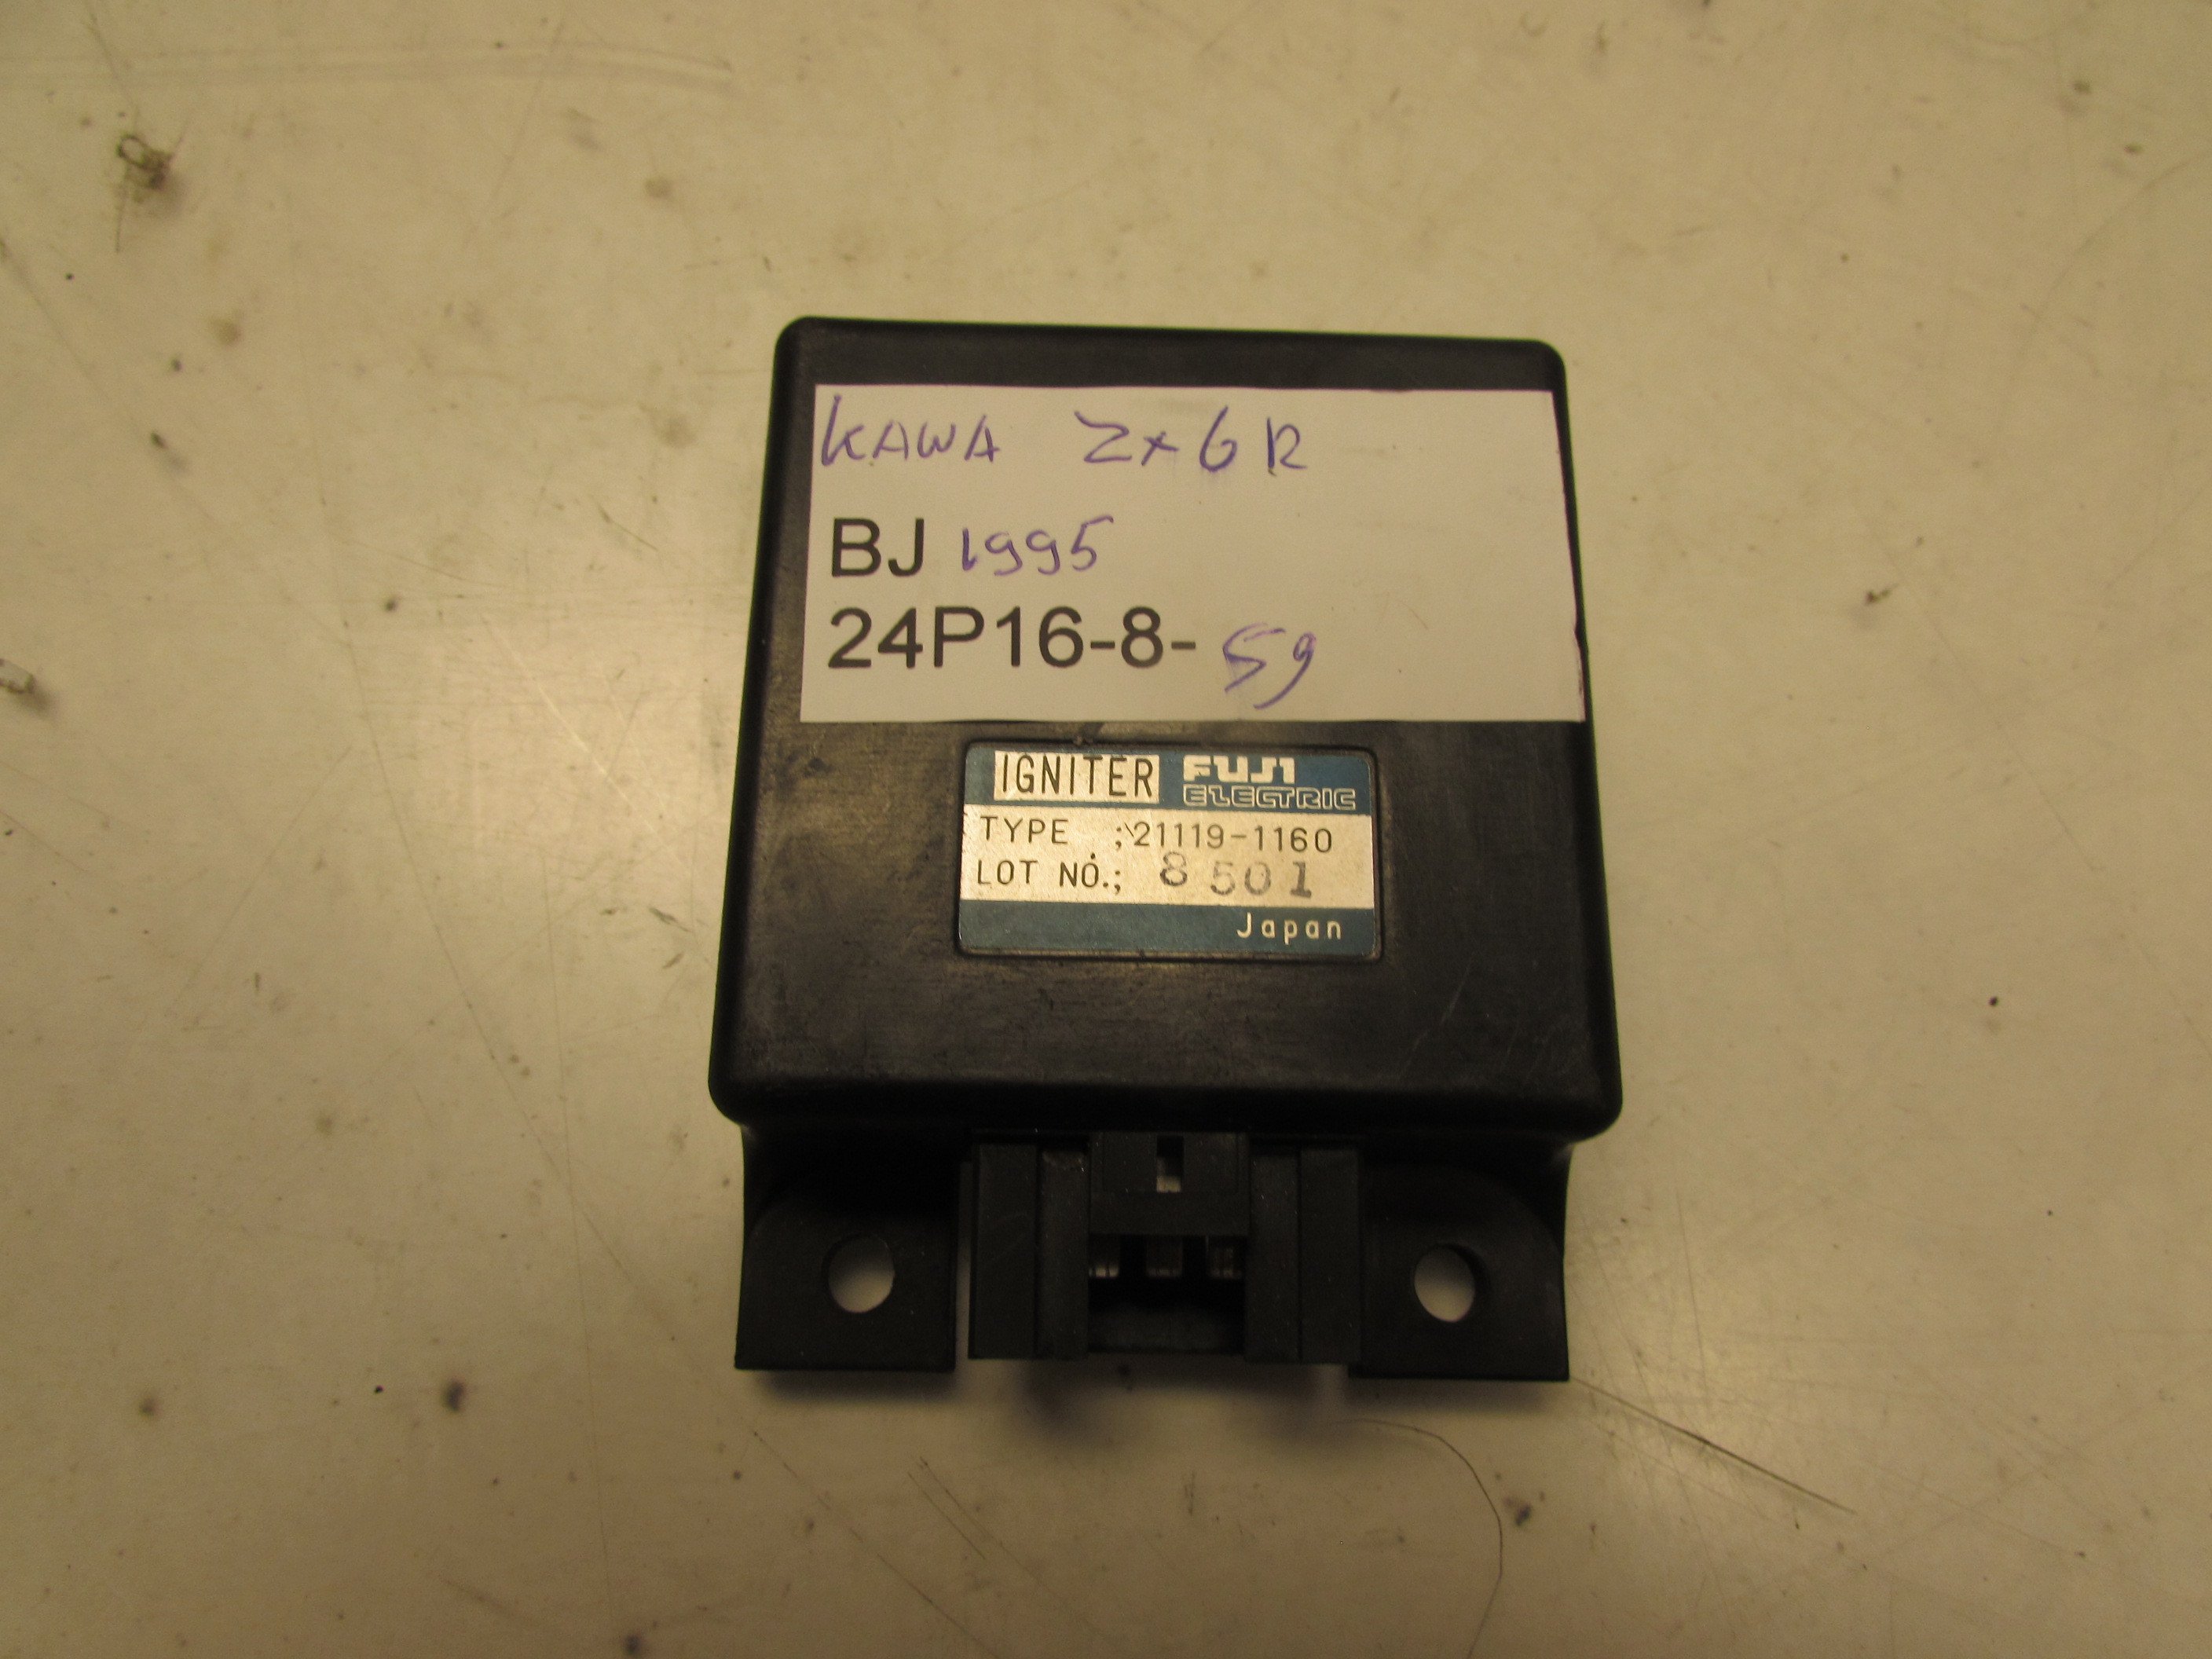 KAWA Zx6R
BJ 1995
24P16-8-59
IGNITER FUJI ELECTRIC
TYPE ; 21119-1160
LOT NO.; 8501
Japan